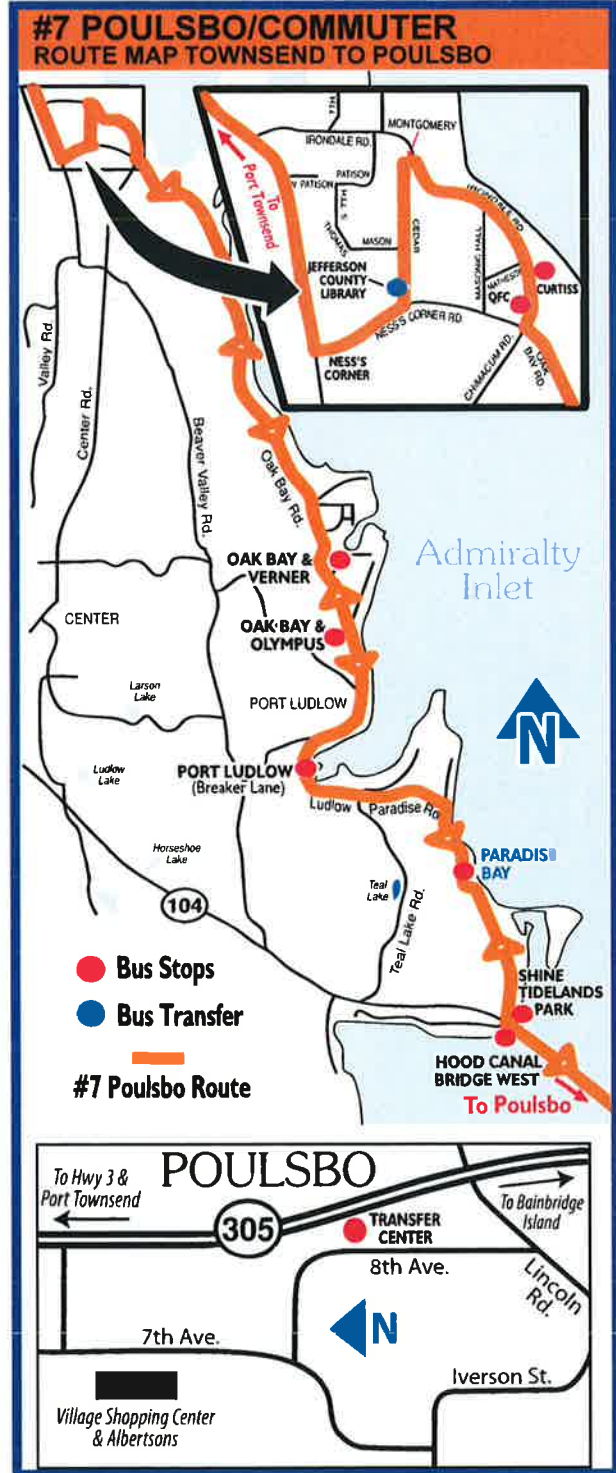 #7 POULSBO/COMMUTER
ROUTE MAP TOWNSEND TO POULSBO
7TH
MONTGOMERY
IRONDALE RD.
To
Port Townsend
PATISON
W PATISON
S 7TH
THOMAS
MASON
CEDAR
IRONDALE RD
MASONIC HALL
JEFFERSON
COUNTY
LIBRARY
MATHESON
QFC
CURTISS
NESS'S CORNER RD.
NESS'S
CORNER
CHIMACUM RD.
OAK
BAY RD.
Valley Rd.
Center Rd.
Beaver Valley Rd.
Oak Bay Rd.
OAK BAY &
VERNER
Admiralty
Inlet
CENTER
OAK BAY &
OLYMPUS
Larson
Lake
PORT LUDLOW
N
Ludlow
Lake
PORT LUDLOW
(Breaker Lane)
Ludlow
Paradise Rd
Horseshoe
Lake
Teal
Lake
Teal Lake Rd.
PARADIS
BAY
104
Bus Stops
Bus Transfer
#7 Poulsbo Route
SHINE
TIDELANDS
PARK
HOOD CANAL
BRIDGE WEST
To Poulsbo
POULSBO
To Hwy 3 &
Port Townsend
305
TRANSFER
CENTER
To Bainbridge
Island
8th Ave.
Lincoln
Rd.
7th Ave.
N
Iverson St.
Village Shopping Center
& Albertsons